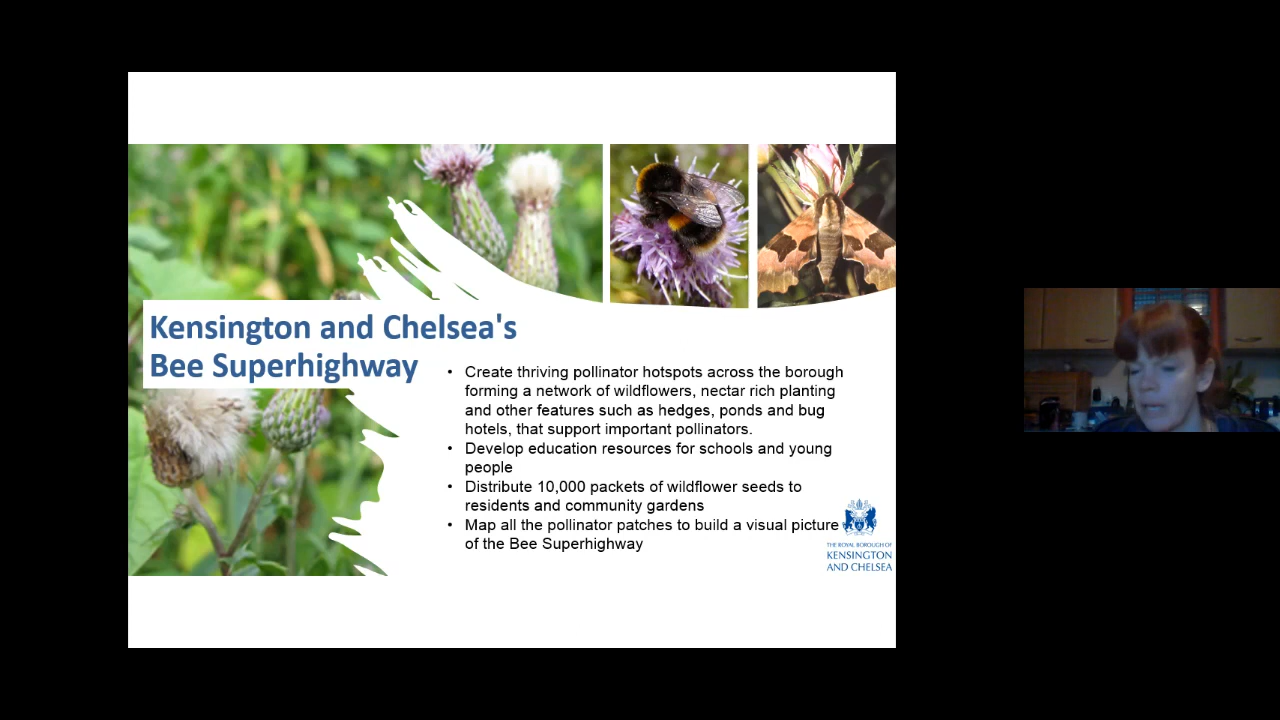 Kensington and Chelsea's
Bee Superhighway
• Create thriving pollinator hotspots across the borough
forming a network of wildflowers, nectar rich planting
and other features such as hedges, ponds and bug
hotels, that support important pollinators.
• Develop education resources for schools and young
people
• Distribute 10,000 packets of wildflower seeds to
residents and community gardens
• Map all the pollinator patches to build a visual picture
of the Bee Superhighway
THE ROYAL BOROUGH OF
KENSINGTON
AND CHELSEA